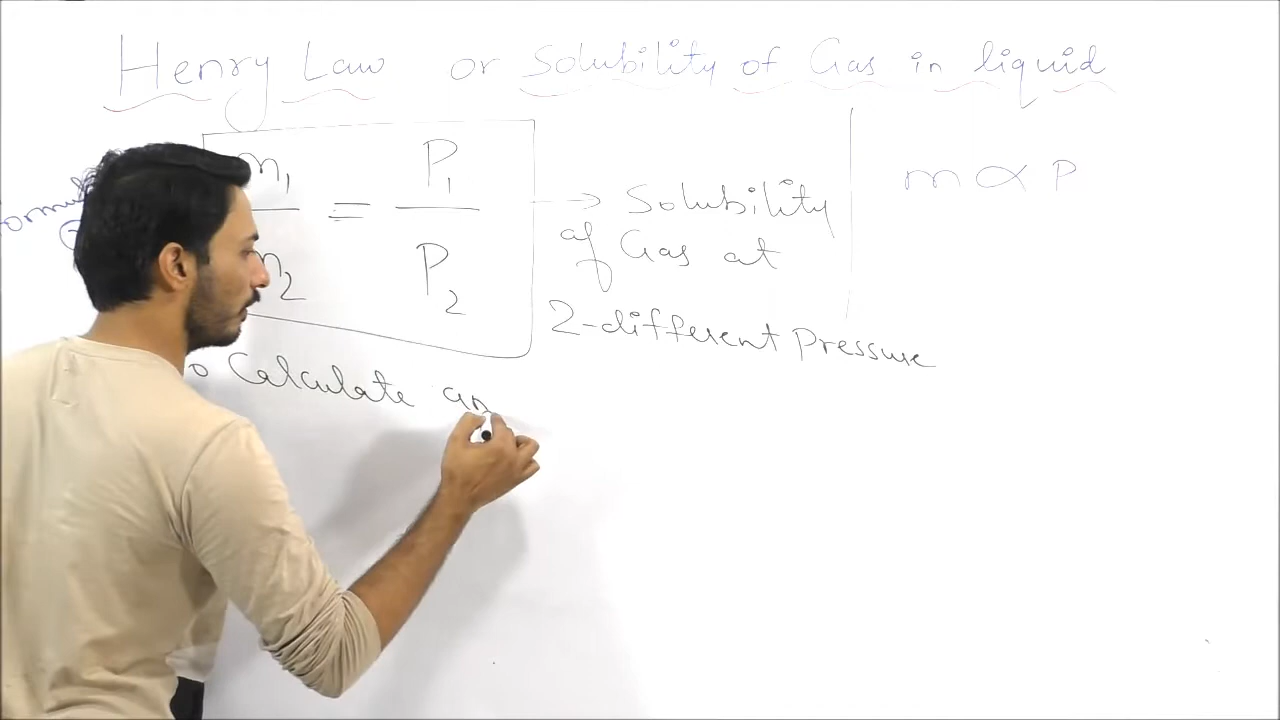 Henry Law or Solubility of Gas in liquid
m1 / m2 = P1 / P2
→ Solubility
of Gas at
2-different Pressure
m ∝ P
Calculate